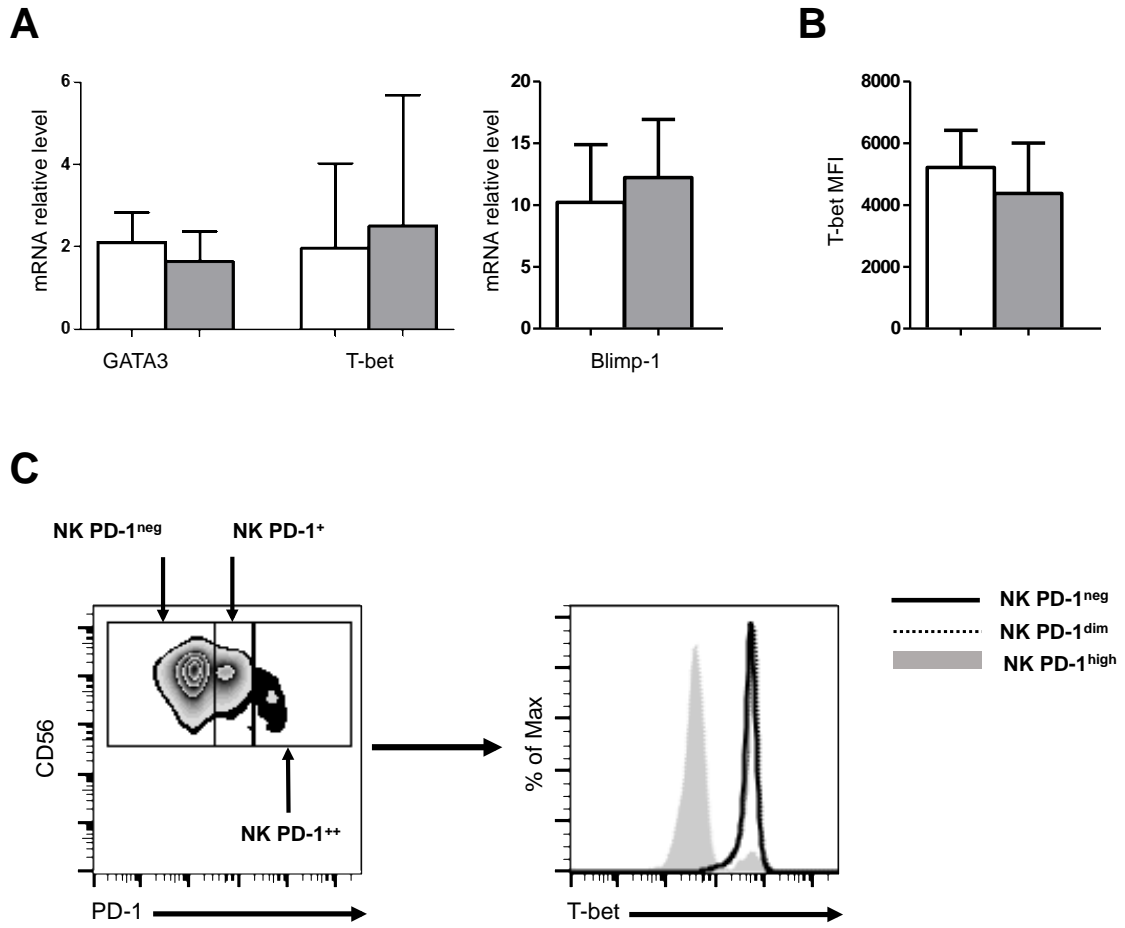 A
B
mRNA relative level
6
4
2
0
GATA3
T-bet
mRNA relative level
20
15
10
5
0
Blimp-1
T-bet MFI
8000
6000
4000
2000
0
C
NK PD-1neg
NK PD-1+
CD56
NK PD-1++
PD-1
% of Max
T-bet
NK PD-1neg
NK PD-1dim
NK PD-1high